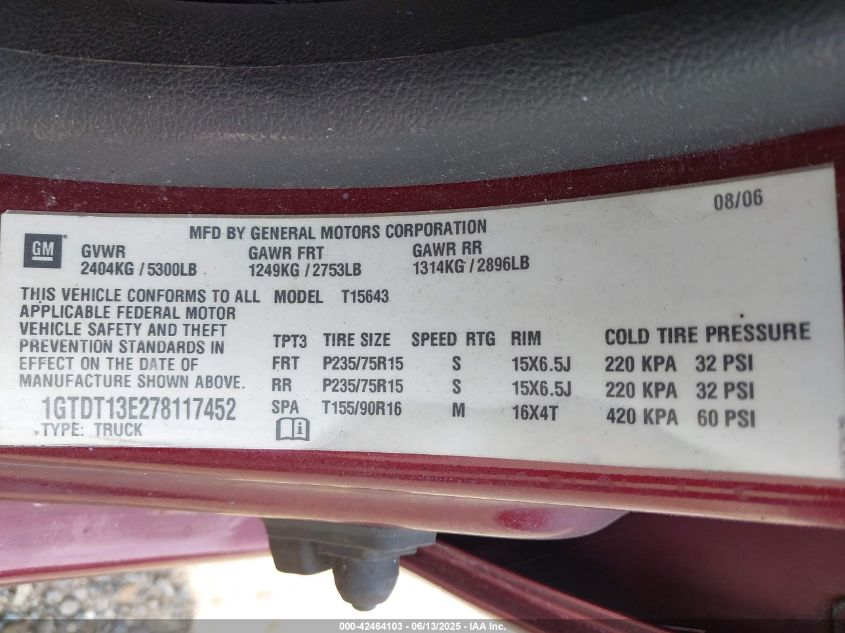 08/06
MFD BY GENERAL MOTORS CORPORATION
GM
GVWR GAWR FRT GAWR RR
2404KG / 5300LB 1249KG / 2753LB 1314KG / 2896LB
THIS VEHICLE CONFORMS TO ALL
APPLICABLE FEDERAL MOTOR
VEHICLE SAFETY AND THEFT
PREVENTION STANDARDS IN
EFFECT ON THE DATE OF
MANUFACTURE SHOWN ABOVE.
1GTDT13E278117452
TYPE: TRUCK
MODEL T15643
TPT3 TIRE SIZE SPEED RTG RIM COLD TIRE PRESSURE
FRT P235/75R15 S 15X6.5J 220 KPA 32 PSI
RR P235/75R15 S 15X6.5J 220 KPA 32 PSI
SPA T155/90R16 M 16X4T 420 KPA 60 PSI
000-42464103 - 06/13/2025 - IAA Inc.